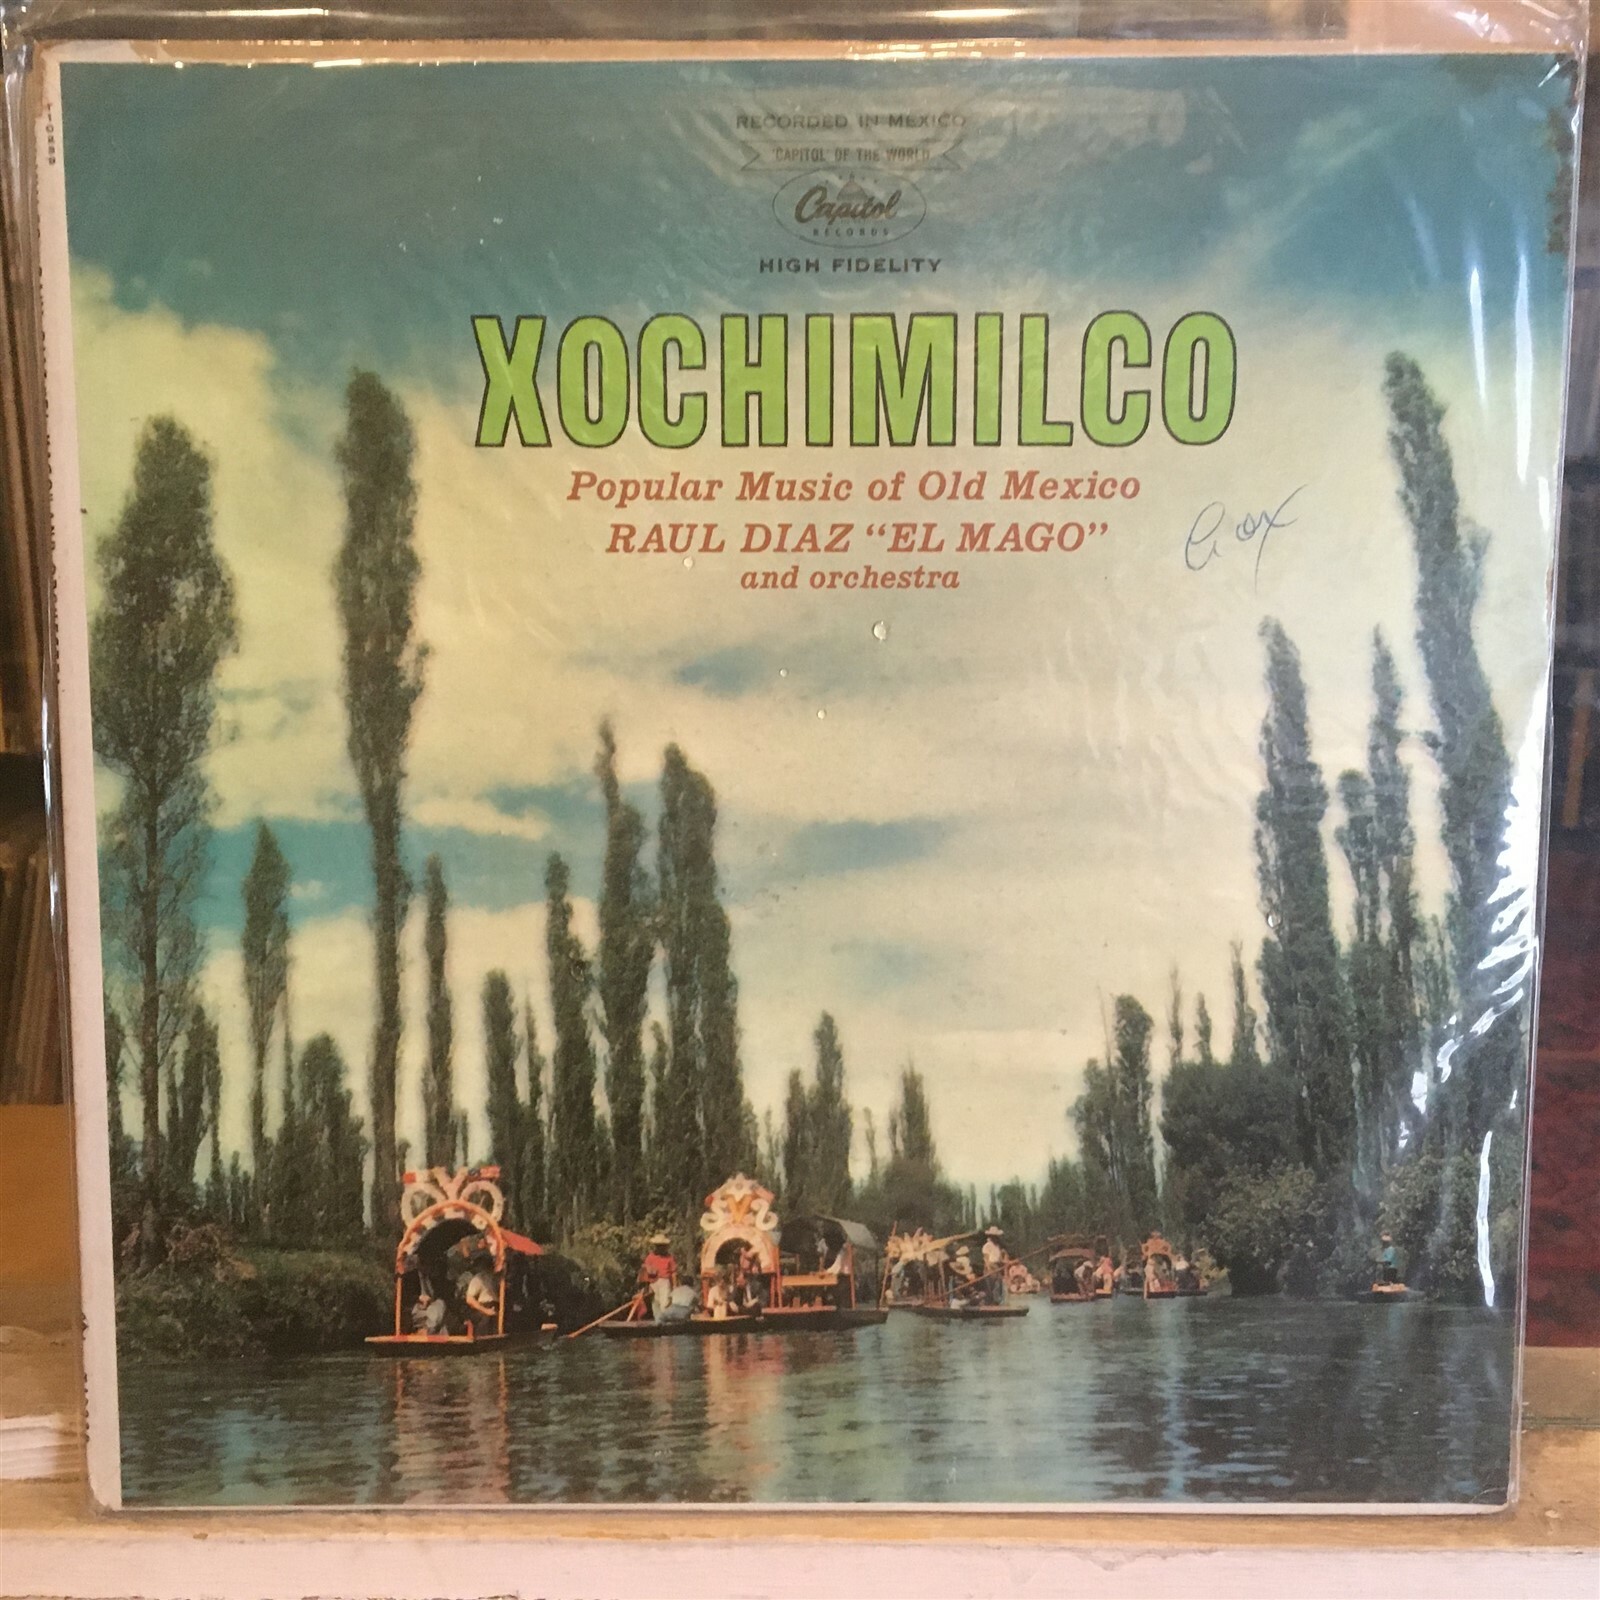 RECORDED IN MEXICO
"CAPITOL" OF THE WORLD
Capitol
RECORDS
HIGH FIDELITY
XOCHIMILCO
Popular Music of Old Mexico
RAUL DIAZ “EL MAGO”
and orchestra